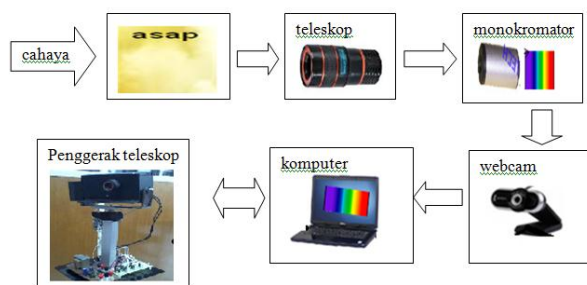 cahaya
asap
teleskop
monokromator
webcam
komputer
Penggerak teleskop